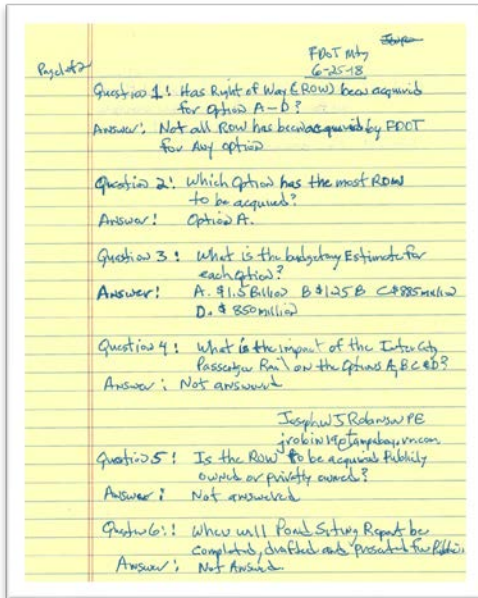 FDOT Mtg
6-25-18
Page 1 of 2
Question 1: Has Right of Way (ROW) been acquired
for Option A-D?
Answer: Not all ROW has been acquired by FDOT
for Any option
Question 2: Which Option has the most ROW
to be acquired?
Answer: Option A.
Question 3: What is the budgetary Estimate for
each Option?
Answer: A. $1.5 Billion B $1.25 B C $885 million
D. $850 million
Question 4: What is the impact of the InterCity
Passenger Rail on the Options A, B C & D?
Answer: Not answered
Joseph W J Robinson PE
Question 5: Is the ROW to be acquired Publicly
owned or privately owned?
Answer: Not answered
Question 6: When will Pond Siting Report be
completed, drafted and presented for Public.
Answer: Not Answered